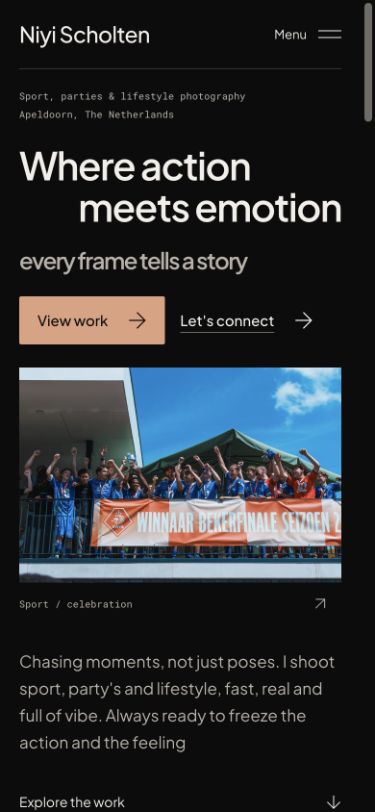 Niyi Scholten
Menu
Sport, parties & lifestyle photography
Apeldoorn, The Netherlands
Where action
meets emotion
every frame tells a story
View work
Let's connect
WINNAAR BEKERFINALE SEIZOEN 2
Sport / celebration
Chasing moments, not just poses. I shoot
sport, party's and lifestyle, fast, real and
full of vibe. Always ready to freeze the
action and the feeling
Explore the work